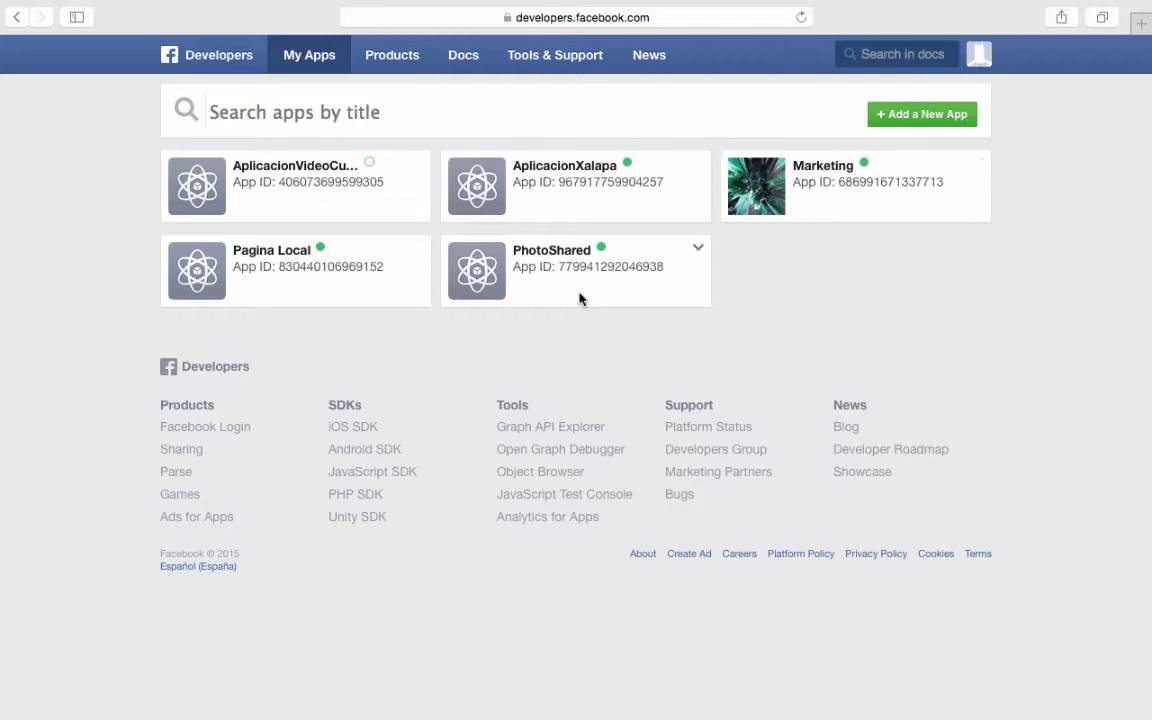 developers.facebook.com
Developers My Apps Products Docs Tools & Support News Search in docs
Search apps by title + Add a New App
AplicacionVideoCu... AplicacionXalapa Marketing
App ID: 406073699599305 App ID: 967917759904257 App ID: 686991671337713
Pagina Local PhotoShared
App ID: 830440106969152 App ID: 779941292046938
Developers
Products SDKs Tools Support News
Facebook Login iOS SDK Graph API Explorer Platform Status Blog
Sharing Android SDK Open Graph Debugger Developers Group Developer Roadmap
Parse JavaScript SDK Object Browser Marketing Partners Showcase
Games PHP SDK JavaScript Test Console Bugs
Ads for Apps Unity SDK Analytics for Apps
Facebook © 2015 About Create Ad Careers Platform Policy Privacy Policy Cookies Terms
Español (España)